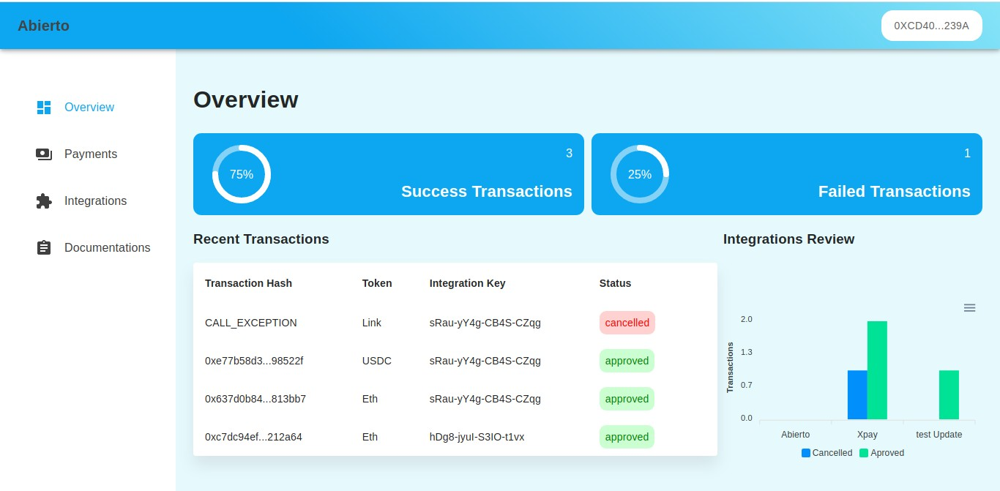 Abierto
0XCD40...239A
Overview
Payments
Integrations
Documentations
Overview
75%
3
Success Transactions
25%
1
Failed Transactions
Recent Transactions
Transaction Hash Token Integration Key Status
CALL_EXCEPTION Link sRau-yY4g-CB4S-CZqg cancelled
0xe77b58d3...98522f USDC sRau-yY4g-CB4S-CZqg approved
0x637d0b84...813bb7 Eth sRau-yY4g-CB4S-CZqg approved
0xc7dc94ef...212a64 Eth hDg8-jyuI-S3IO-t1vx approved
Integrations Review
2.0
1.3
0.7
0.0
Transactions
Abierto Xpay test Update
Cancelled Aproved